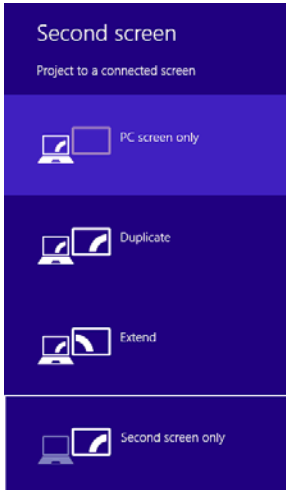 Second screen
Project to a connected screen
PC screen only
Duplicate
Extend
Second screen only